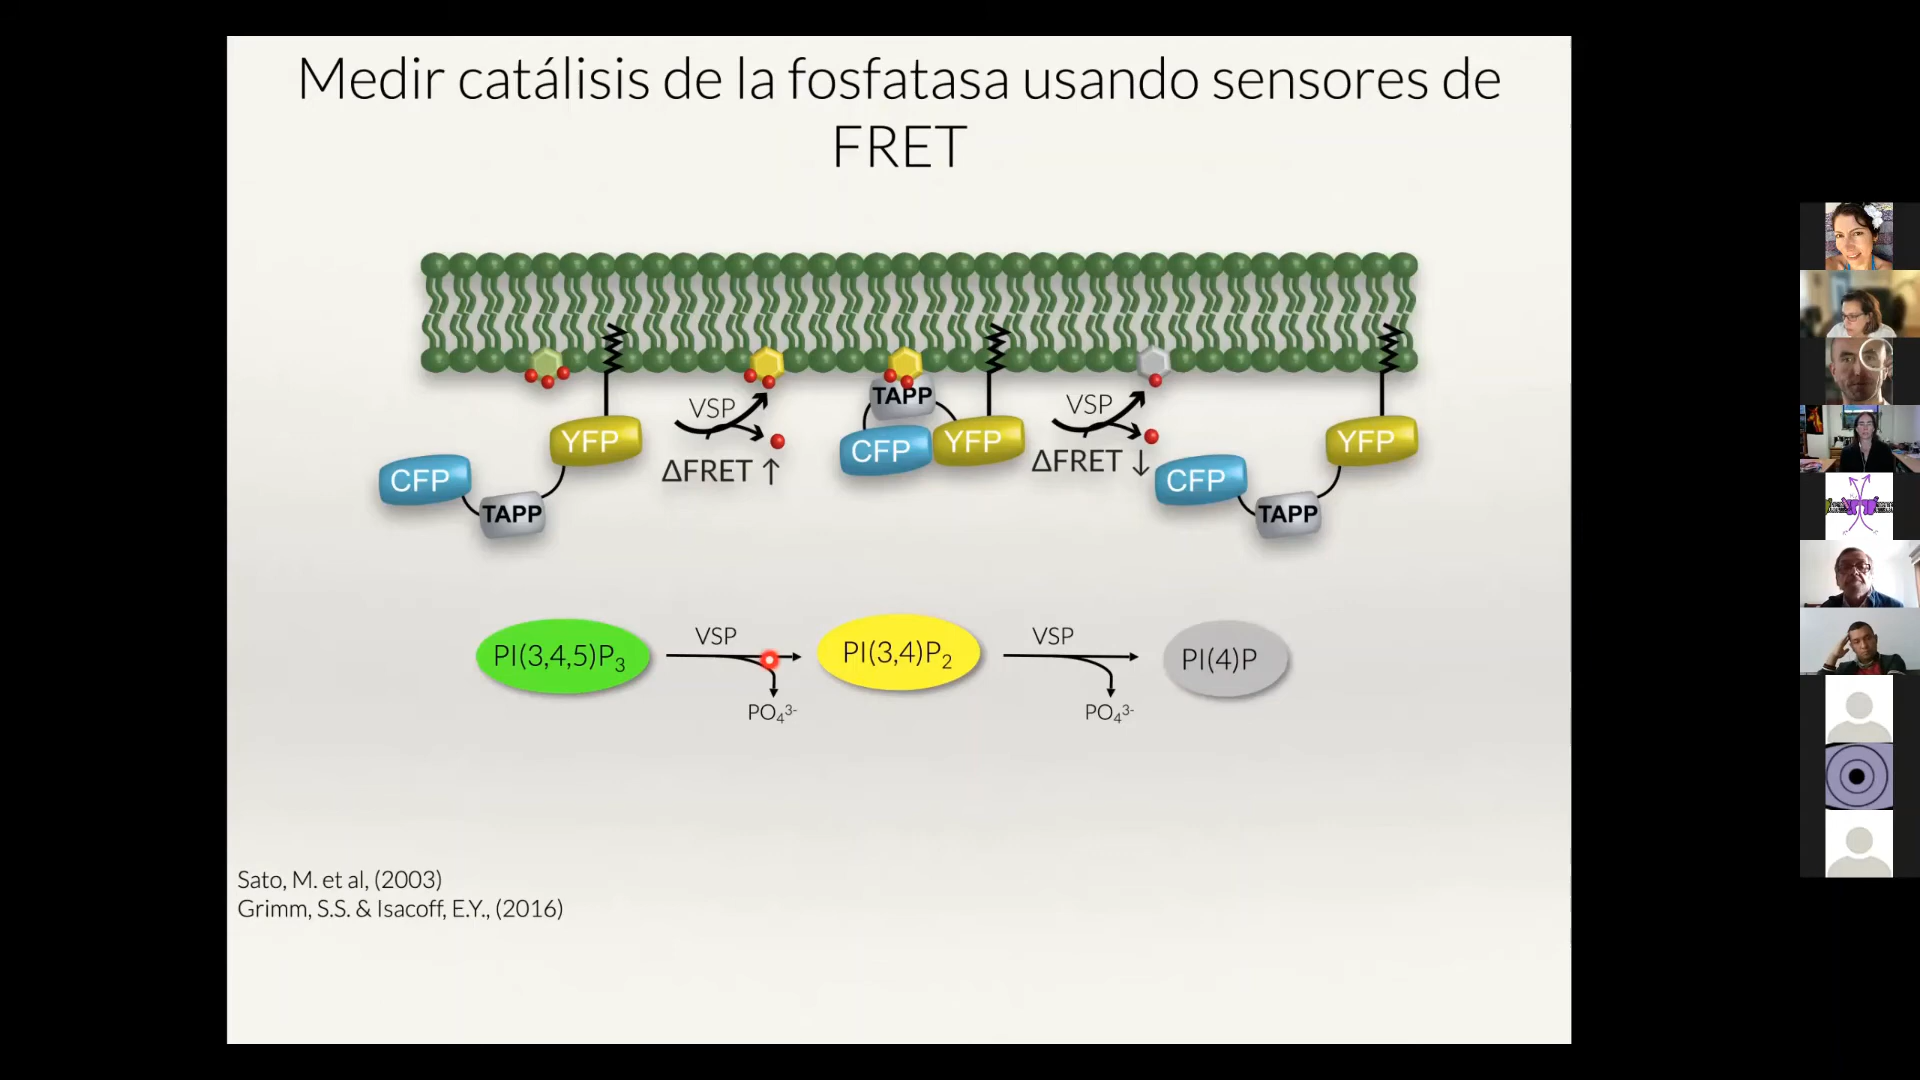 Medir catálisis de la fosfatasa usando sensores de
FRET
VSP
ΔFRET ↑
VSP
ΔFRET ↓
CFP
TAPP
YFP
TAPP
CFP
YFP
CFP
TAPP
YFP
PI(3,4,5)P₃
VSP
PO₄³⁻
PI(3,4)P₂
VSP
PO₄³⁻
PI(4)P
Sato, M. et al, (2003)
Grimm, S.S. & Isacoff, E.Y., (2016)